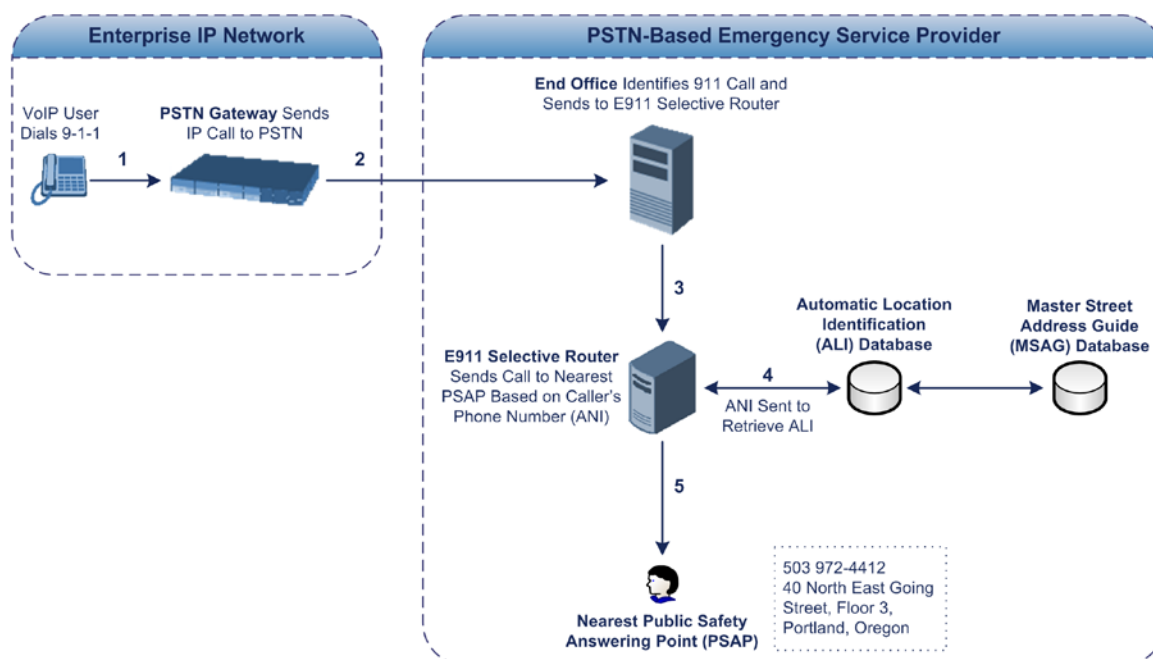 Enterprise IP Network
PSTN-Based Emergency Service Provider
VoIP User
Dials 9-1-1
PSTN Gateway Sends
IP Call to PSTN
End Office Identifies 911 Call and
Sends to E911 Selective Router
1
2
3
E911 Selective Router
Sends Call to Nearest
PSAP Based on Caller's
Phone Number (ANI)
4
ANI Sent to
Retrieve ALI
Automatic Location
Identification
(ALI) Database
Master Street
Address Guide
(MSAG) Database
5
Nearest Public Safety
Answering Point (PSAP)
503 972-4412
40 North East Going
Street, Floor 3,
Portland, Oregon